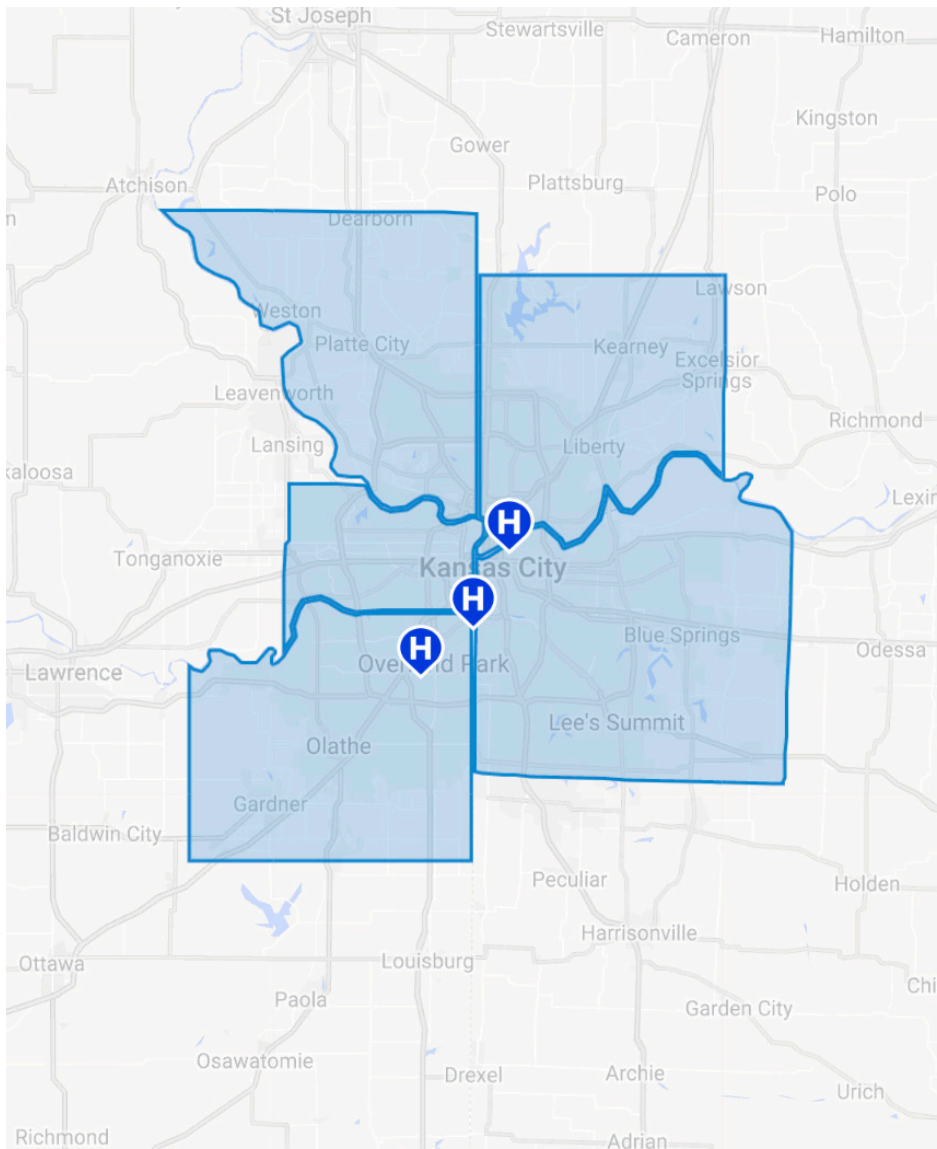 St Joseph
Stewartsville
Cameron
Hamilton
Kingston
Gower
Plattsburg
Polo
Atchison
Dearborn
Lawson
Weston
Platte City
Kearney
Excelsior
Springs
Leavenworth
Richmond
Lansing
Liberty
kaloosa
Lexin
H
Tonganoxie
Kansas City
H
Blue Springs
H
Odessa
Lawrence
Park
Lee's Summit
Olathe
Gardner
Baldwin City
Peculiar
Holden
Harrisonville
Ottawa
Louisburg
Chi
Paola
Garden City
Osawatomie
Drexel
Archie
Urich
Richmond
Adrian